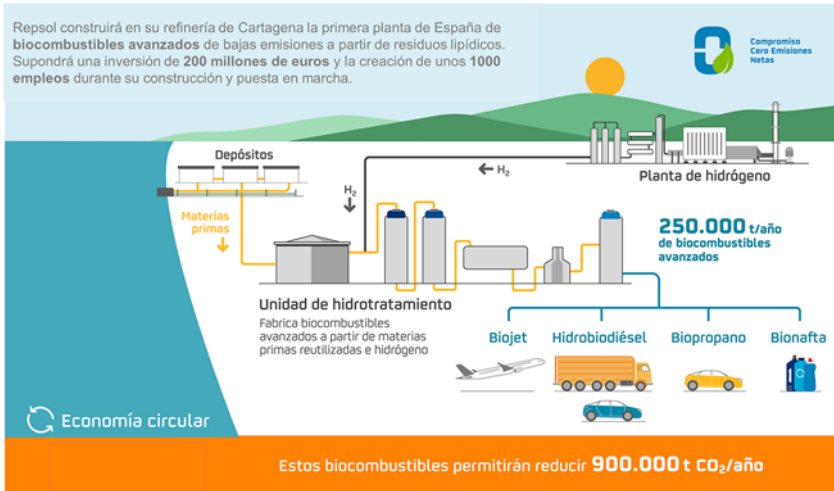 Repsol construirá en su refinería de Cartagena la primera planta de España de
biocombustibles avanzados de bajas emisiones a partir de residuos lipídicos.
Supondrá una inversión de 200 millones de euros y la creación de unos 1000
empleos durante su construcción y puesta en marcha.
Compromiso
Cero Emisiones
Netas
Depósitos
H₂
← H₂
Planta de hidrógeno
Materias
primas
250.000 t/año
de biocombustibles
avanzados
Unidad de hidrotratamiento
Fabrica biocombustibles
avanzados a partir de materias
primas reutilizadas e hidrógeno
Biojet
Hidrobiodiésel
Biopropano
Bionafta
Economía circular
Estos biocombustibles permitirán reducir 900.000 t CO₂/año